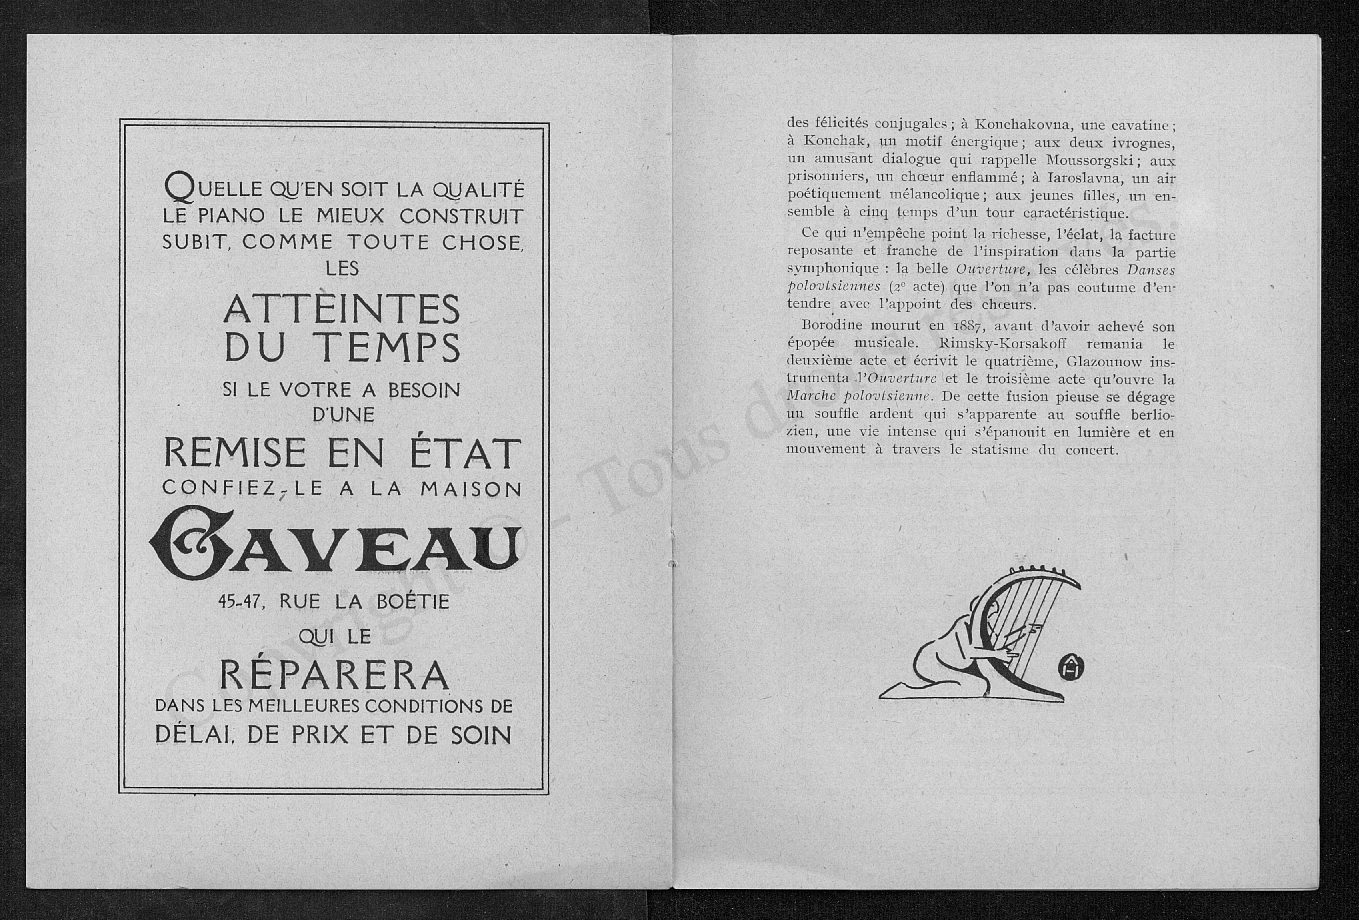 QUELLE QU'EN SOIT LA QUALITÉ
LE PIANO LE MIEUX CONSTRUIT
SUBIT, COMME TOUTE CHOSE,
LES
ATTEINTES
DU TEMPS
SI LE VOTRE A BESOIN
D'UNE
REMISE EN ÉTAT
CONFIEZ-LE A LA MAISON
GAVEAU
45-47, RUE LA BOÉTIE
QUI LE
RÉPARERA
DANS LES MEILLEURES CONDITIONS DE
DÉLAI, DE PRIX ET DE SOIN
des félicités conjugales ; à Konchakovna, une cavatine ;
à Konchak, un motif énergique ; aux deux ivrognes,
un amusant dialogue qui rappelle Moussorgski ; aux
prisonniers, un chœur enflammé ; à Iaroslavna, un air
poétiquement mélancolique ; aux jeunes filles, un en-
semble à cinq temps d'un tour caractéristique.
Ce qui n'empêche point la richesse, l'éclat, la facture
reposante et franche de l'inspiration dans la partie
symphonique : la belle Ouverture, les célèbres Danses
polovtsiennes (2e acte) que l'on n'a pas coutume d'en-
tendre avec l'appoint des chœurs.
Borodine mourut en 1887, avant d'avoir achevé son
épopée musicale. Rimsky-Korsakoff remania le
deuxième acte et écrivit le quatrième, Glazounow ins-
trumenta l'Ouverture et le troisième acte qu'ouvre la
Marche polovtsienne. De cette fusion pieuse se dégage
un souffle ardent qui s'apparente au souffle berlio-
zien, une vie intense qui s'épanouit en lumière et en
mouvement à travers le statisme du concert.
Copyright © - Tous droits réservés.